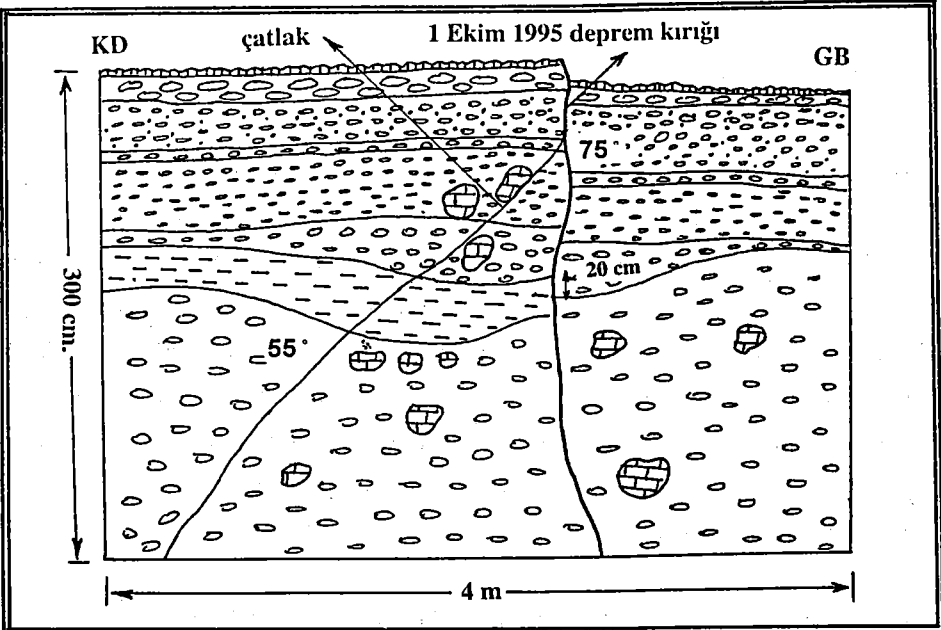 KD
çatlak
1 Ekim 1995 deprem kırığı
GB
75°
300 cm.
20 cm
55°
4 m